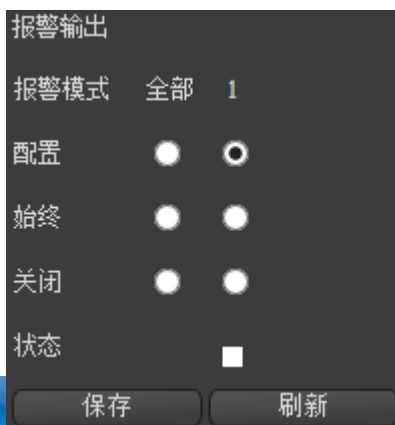 报警输出
报警模式 全部 1
配置
始终
关闭
状态
保存 刷新